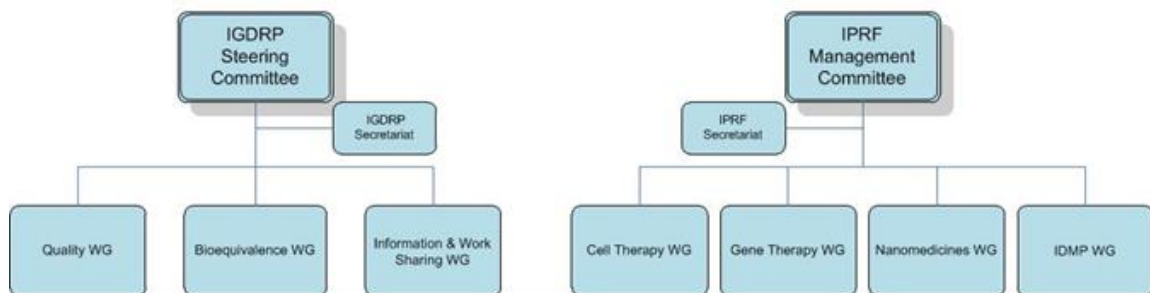 IGDRP
Steering
Committee
IGDRP
Secretariat
Quality WG
Bioequivalence WG
Information & Work
Sharing WG
IPRF
Management
Committee
IPRF
Secretariat
Cell Therapy WG
Gene Therapy WG
Nanomedicines WG
IDMP WG